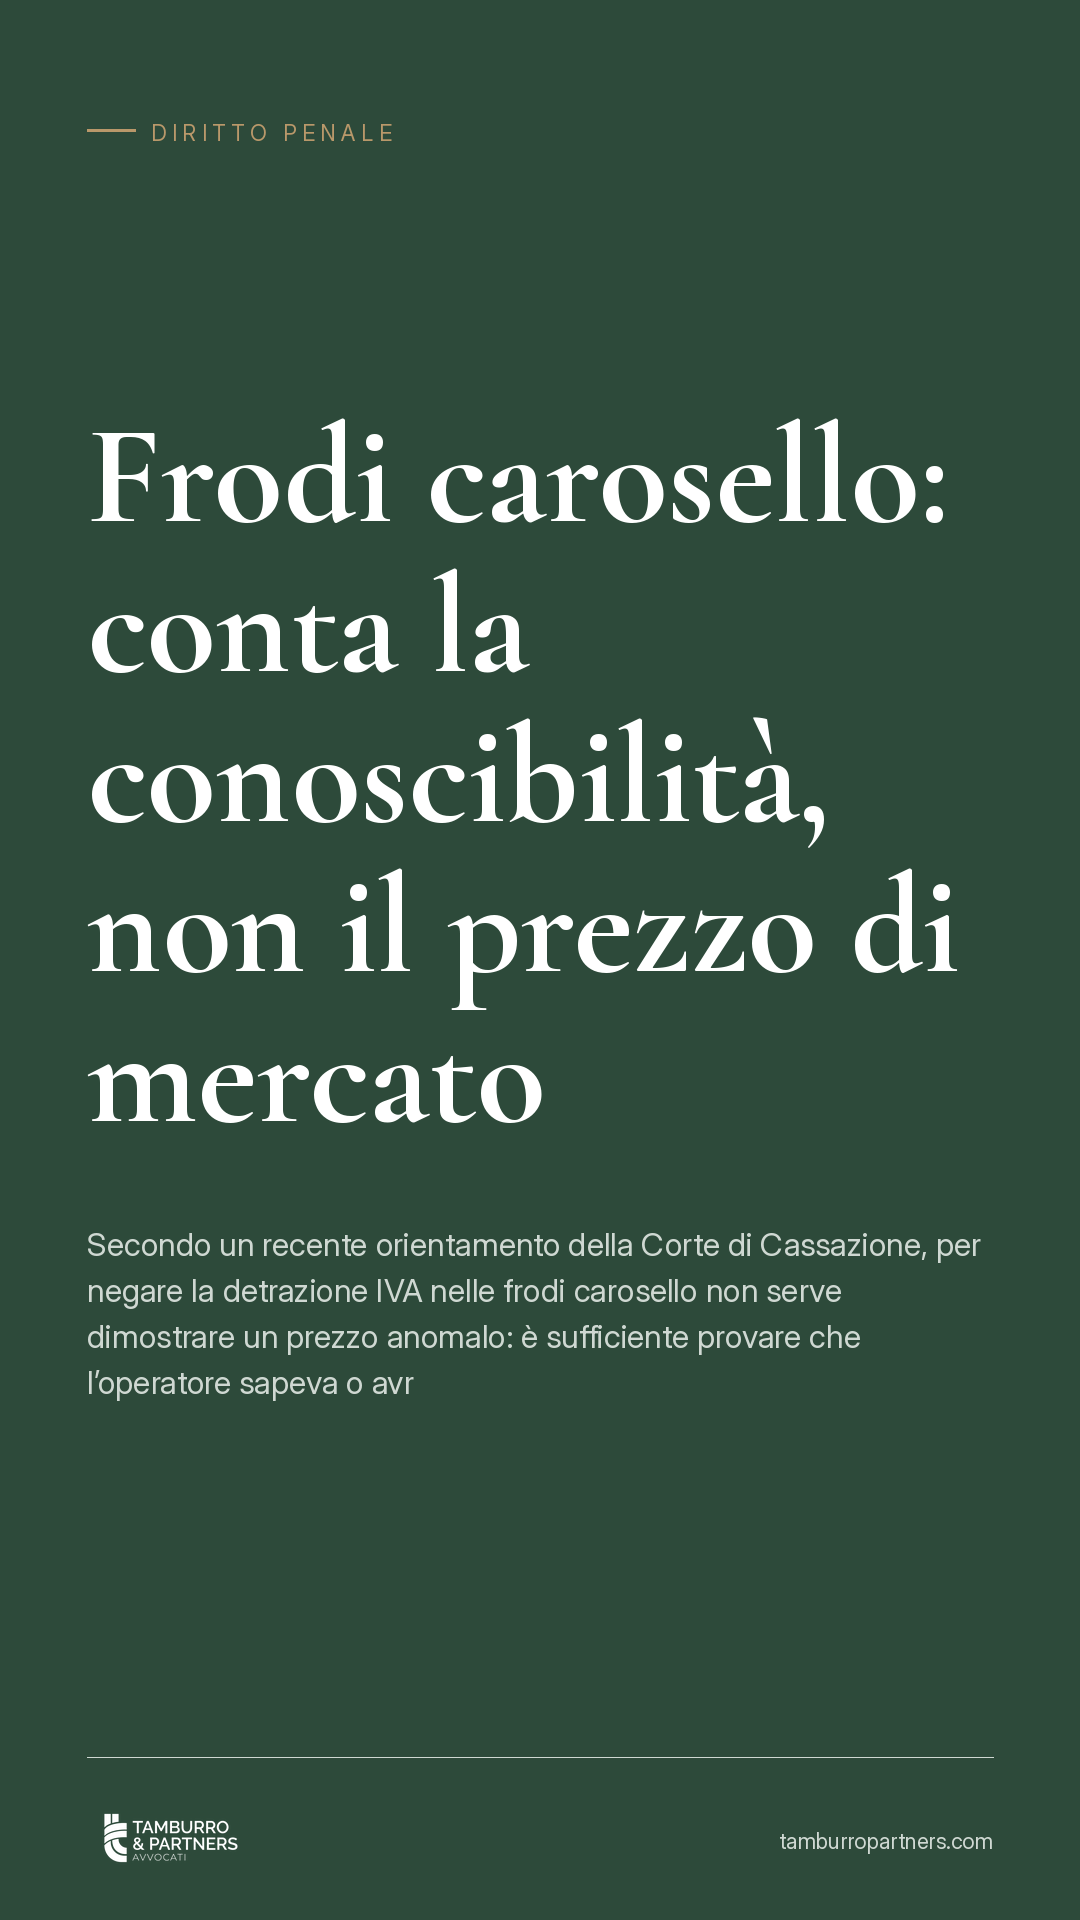 DIRITTO PENALE
Frodi carosello:
conta la
conoscibilità,
non il prezzo di
mercato
Secondo un recente orientamento della Corte di Cassazione, per
negare la detrazione IVA nelle frodi carosello non serve
dimostrare un prezzo anomalo: è sufficiente provare che
l’operatore sapeva o avr
TAMBURRO
& PARTNERS
AVVOCATI
tamburropartners.com